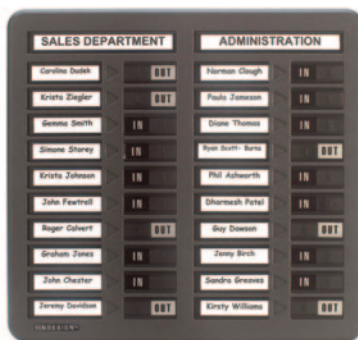 SALES DEPARTMENT
Carolina Dudek OUT
Krista Ziegler OUT
Gemma Smith IN
Simone Storey IN
Krista Johnson IN
John Fewtrell IN
Roger Calvert OUT
Graham Jones IN
John Chester IN
Jeremy Davidson OUT
ADMINISTRATION
Norman Clough IN
Paula Jameson IN
Diane Thomas IN
Ryan Scott- Burns OUT
Phil Ashworth IN
Dharmesh Patel IN
Guy Dawson OUT
Jenny Birch IN
Sandra Greaves IN
Kirsty Williams OUT